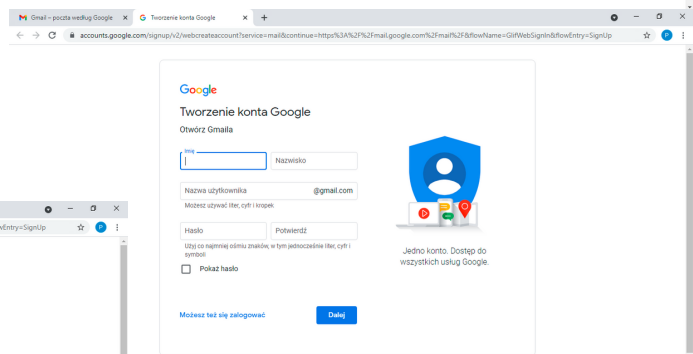 Gmail – poczta według Google
Tworzenie konta Google
accounts.google.com/signup/v2/webcreateaccount?service=mail&continue=https%3A%2F%2Fmail.google.com%2Fmail%2F&flowName=GlifWebSignIn&flowEntry=SignUp
P
Google
Tworzenie konta Google
Otwórz Gmaila
Imię
Nazwisko
Nazwa użytkownika @gmail.com
Możesz używać liter, cyfr i kropek.
Hasło
Potwierdź
Użyj co najmniej ośmiu znaków, w tym jednocześnie liter, cyfr i
symboli
Pokaż hasło
Możesz też się zalogować
Dalej
Jedno konto. Dostęp do
wszystkich usług Google.
wEntry=SignUp
P